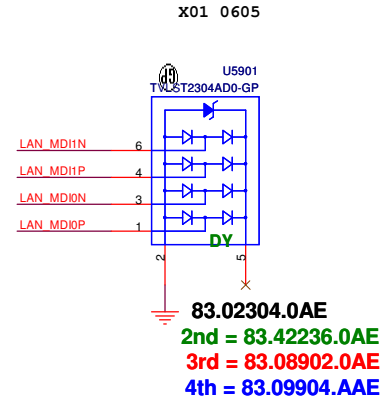 X01 0605
U5901
TVLST2304AD0-GP
LAN_MDI1N 6
LAN_MDI1P 4
LAN_MDI0N 3
LAN_MDI0P 1
DY
2 5
83.02304.0AE
2nd = 83.42236.0AE
3rd = 83.08902.0AE
4th = 83.09904.AAE